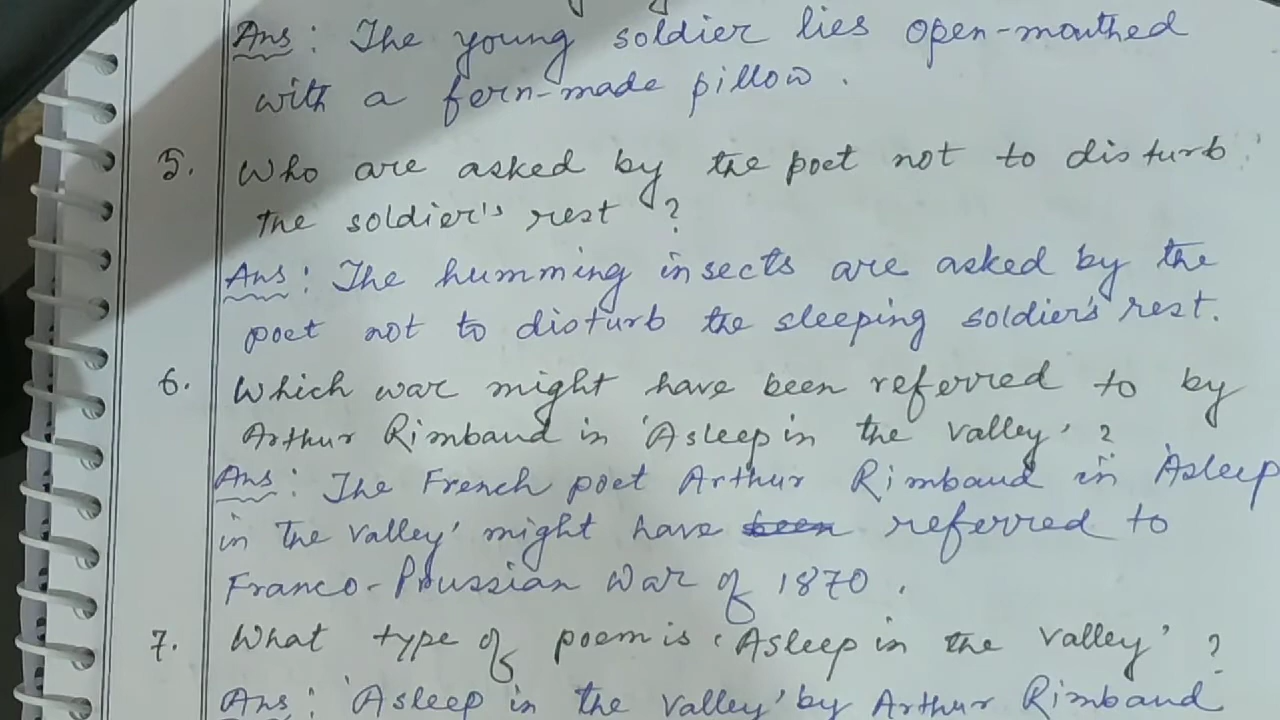 Ans : The young soldier lies open-mouthed
with a fern-made pillow .
5. Who are asked by the poet not to disturb
the soldier's rest ?
Ans : The humming insects are asked by the
poet not to disturb the sleeping soldier's rest.
6. Which war might have been referred to by
Arthur Rimbaud in 'Asleep in the valley' ?
Ans : The French poet Arthur Rimbaud in 'Asleep
in the valley' might have been referred to
Franco-Prussian War of 1870 .
7. What type of poem is 'Asleep in the valley' ?
Ans : 'Asleep in the valley' by Arthur Rimbaud